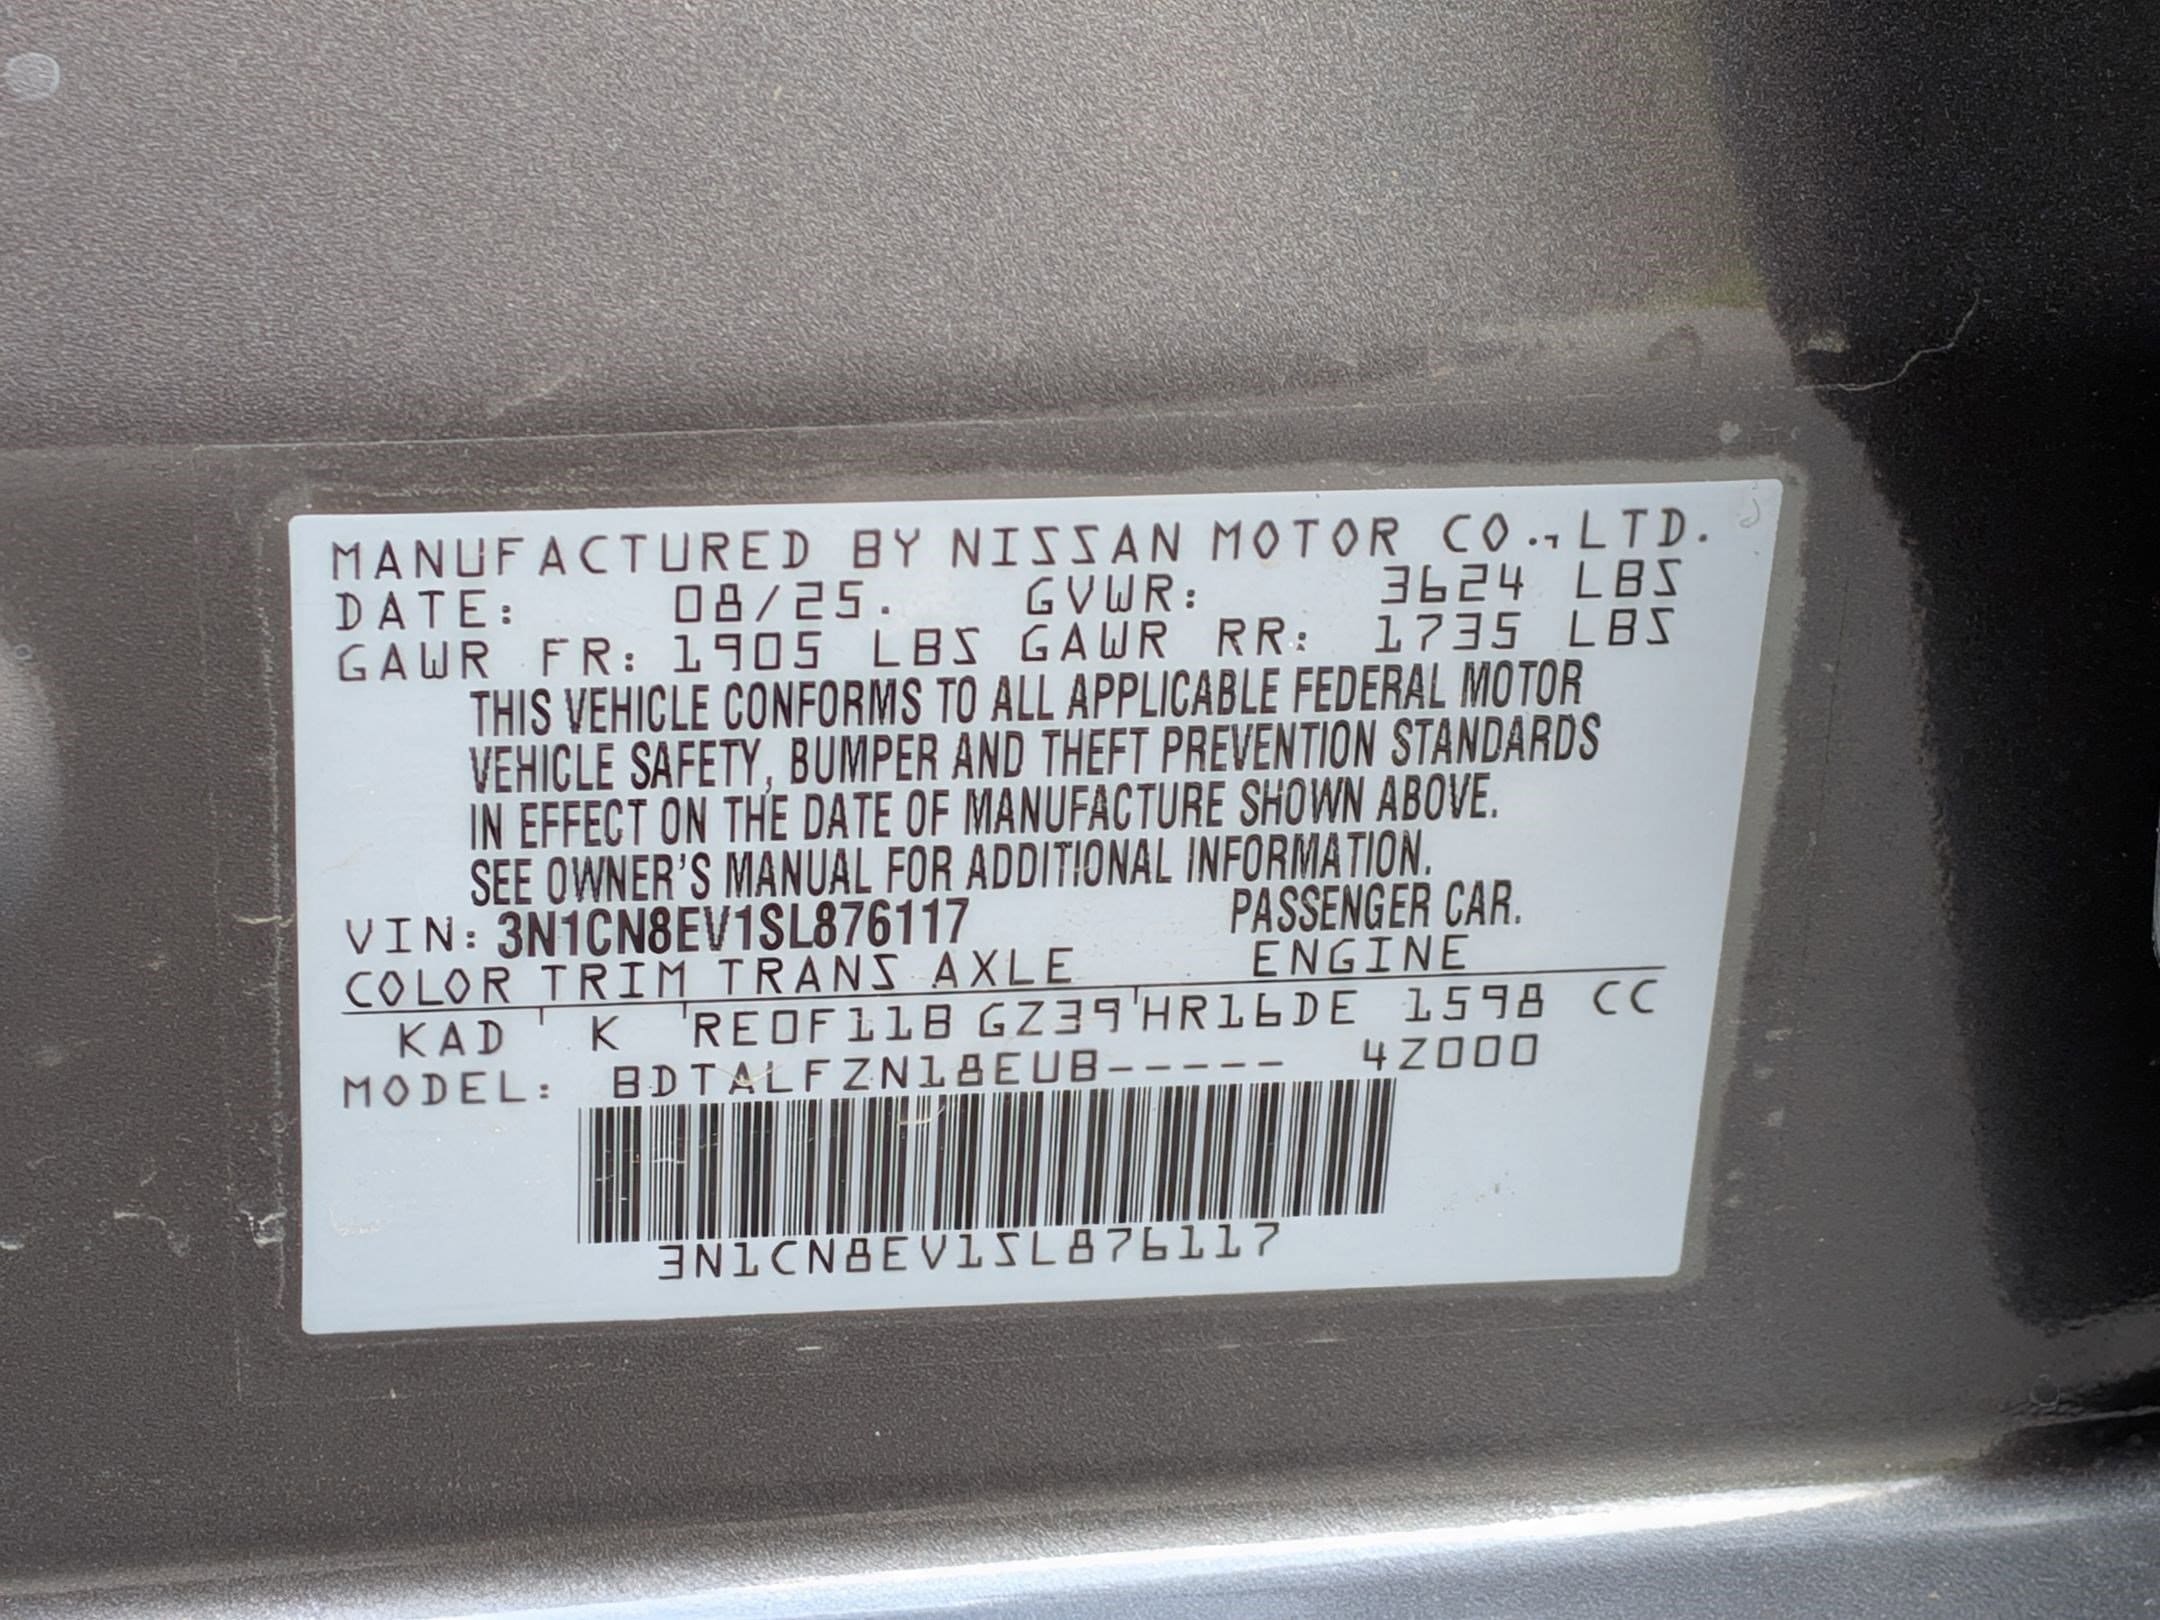 MANUFACTURED BY NISSAN MOTOR CO., LTD.
DATE: 08/25. GVWR: 3624 LBS
GAWR FR: 1905 LBS GAWR RR: 1735 LBS
THIS VEHICLE CONFORMS TO ALL APPLICABLE FEDERAL MOTOR
VEHICLE SAFETY, BUMPER AND THEFT PREVENTION STANDARDS
IN EFFECT ON THE DATE OF MANUFACTURE SHOWN ABOVE.
SEE OWNER'S MANUAL FOR ADDITIONAL INFORMATION.
VIN: 3N1CN8EV1SL876117 PASSENGER CAR.
COLOR TRIM TRANS AXLE ENGINE
KAD K RE0F11B GZ39 HR16DE 1598 CC
MODEL: BDTALFZN18EUB----- 4Z000
3N1CN8EV1SL876117